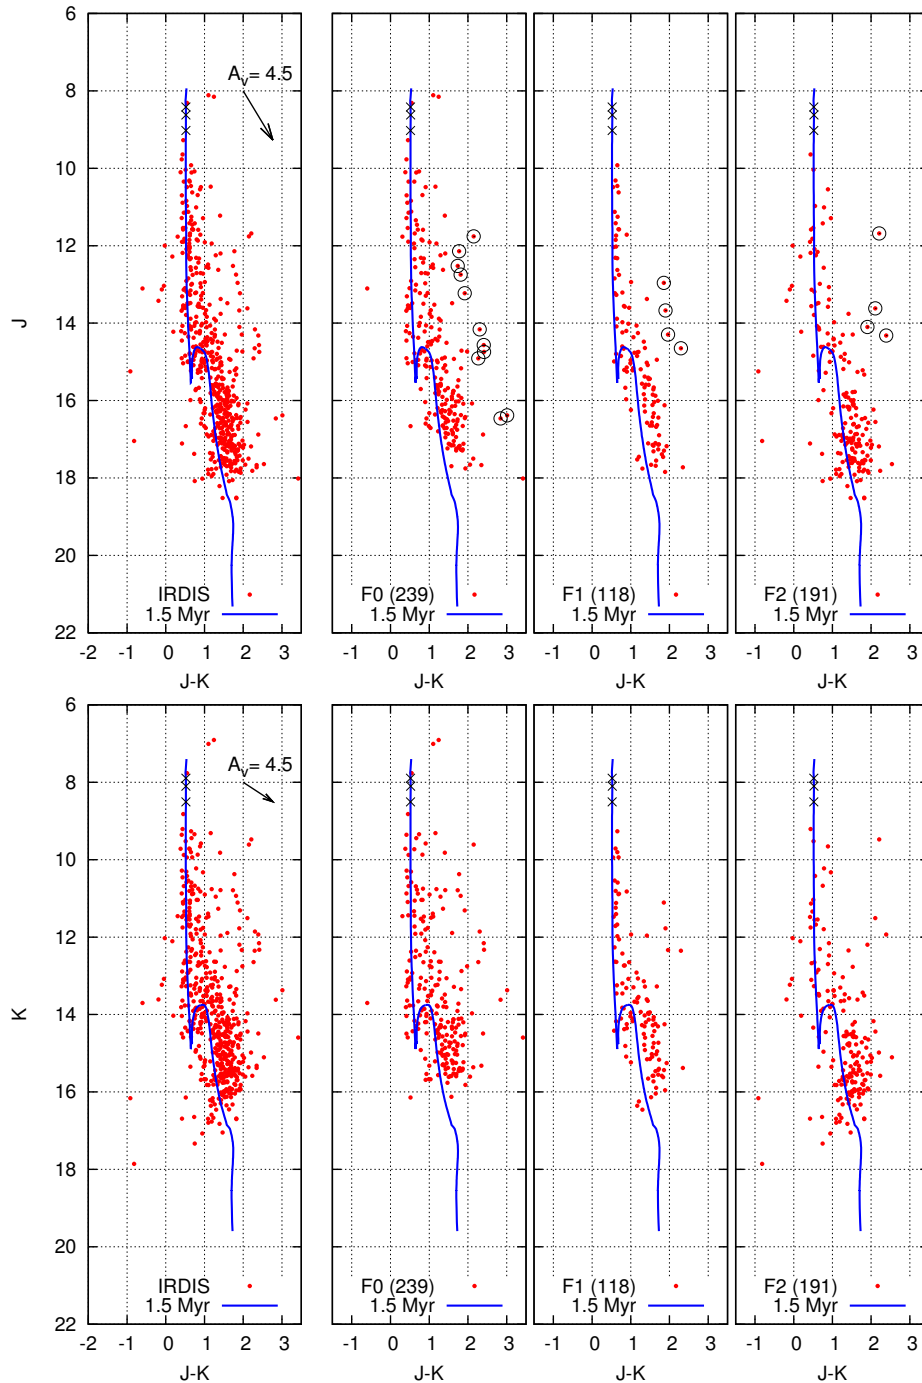 6
8
10
12
14
16
18
20
22
J
A_v= 4.5
IRDIS
1.5 Myr
F0 (239)
1.5 Myr
F1 (118)
1.5 Myr
F2 (191)
1.5 Myr
-2 -1 0 1 2 3
-1 0 1 2 3
-1 0 1 2 3
-1 0 1 2 3
J-K
J-K
J-K
J-K
6
8
10
12
14
16
18
20
22
K
A_v= 4.5
IRDIS
1.5 Myr
F0 (239)
1.5 Myr
F1 (118)
1.5 Myr
F2 (191)
1.5 Myr
-2 -1 0 1 2 3
-1 0 1 2 3
-1 0 1 2 3
-1 0 1 2 3
J-K
J-K
J-K
J-K